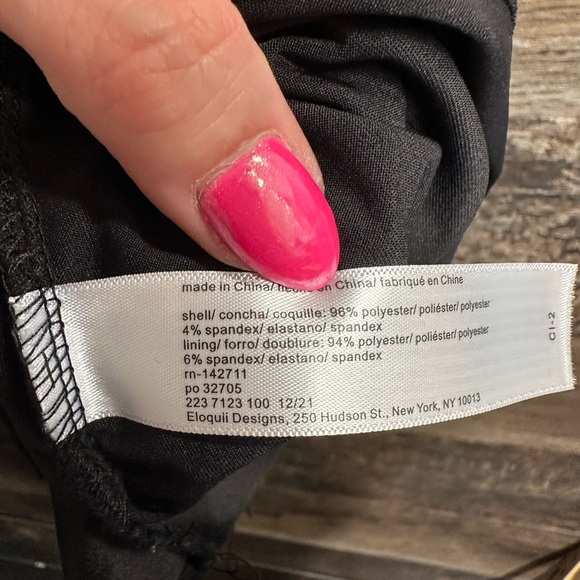 made in China/ en China/ fabriqué en Chine
shell/ concha/ coquille: 96% polyester/ poliéster/ polyester
4% spandex/ elastano/ spandex
lining/ forro/ doublure: 94% polyester/ poliéster/ polyester
6% spandex/ elastano/ spandex
rn-142711
po 32705
223 7123 100 12/21
Eloquii Designs, 250 Hudson St., New York, NY 10013
CI-2